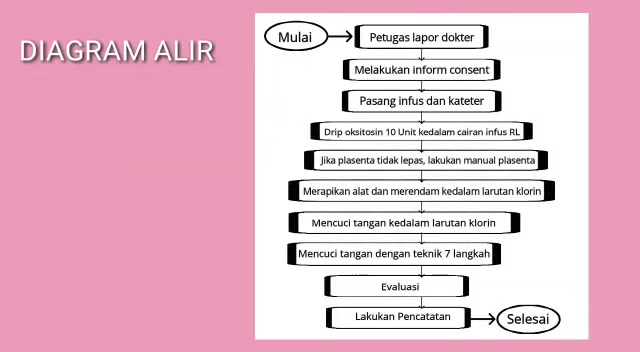 DIAGRAM ALIR
Mulai
Petugas lapor dokter
Melakukan inform consent
Pasang infus dan kateter
Drip oksitosin 10 Unit kedalam cairan infus RL
Jika plasenta tidak lepas, lakukan manual plasenta
Merapikan alat dan merendam kedalam larutan klorin
Mencuci tangan kedalam larutan klorin
Mencuci tangan dengan teknik 7 langkah
Evaluasi
Lakukan Pencatatan
Selesai